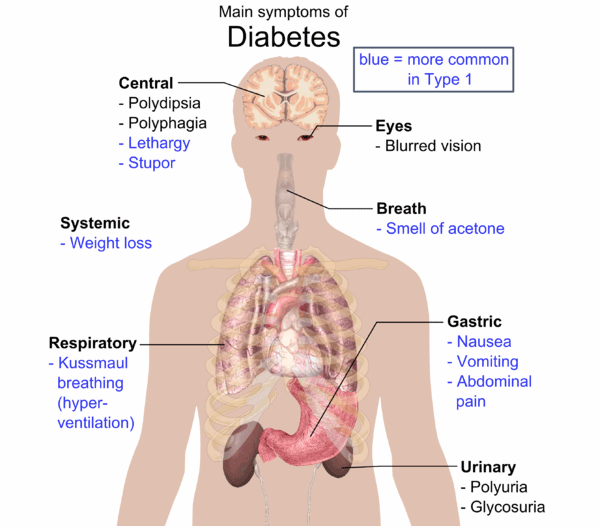 Main symptoms of
Diabetes
blue = more common
in Type 1
Central
- Polydipsia
- Polyphagia
- Lethargy
- Stupor
Eyes
- Blurred vision
Breath
- Smell of acetone
Systemic
- Weight loss
Respiratory
- Kussmaul
breathing
(hyper-
ventilation)
Gastric
- Nausea
- Vomiting
- Abdominal
pain
Urinary
- Polyuria
- Glycosuria